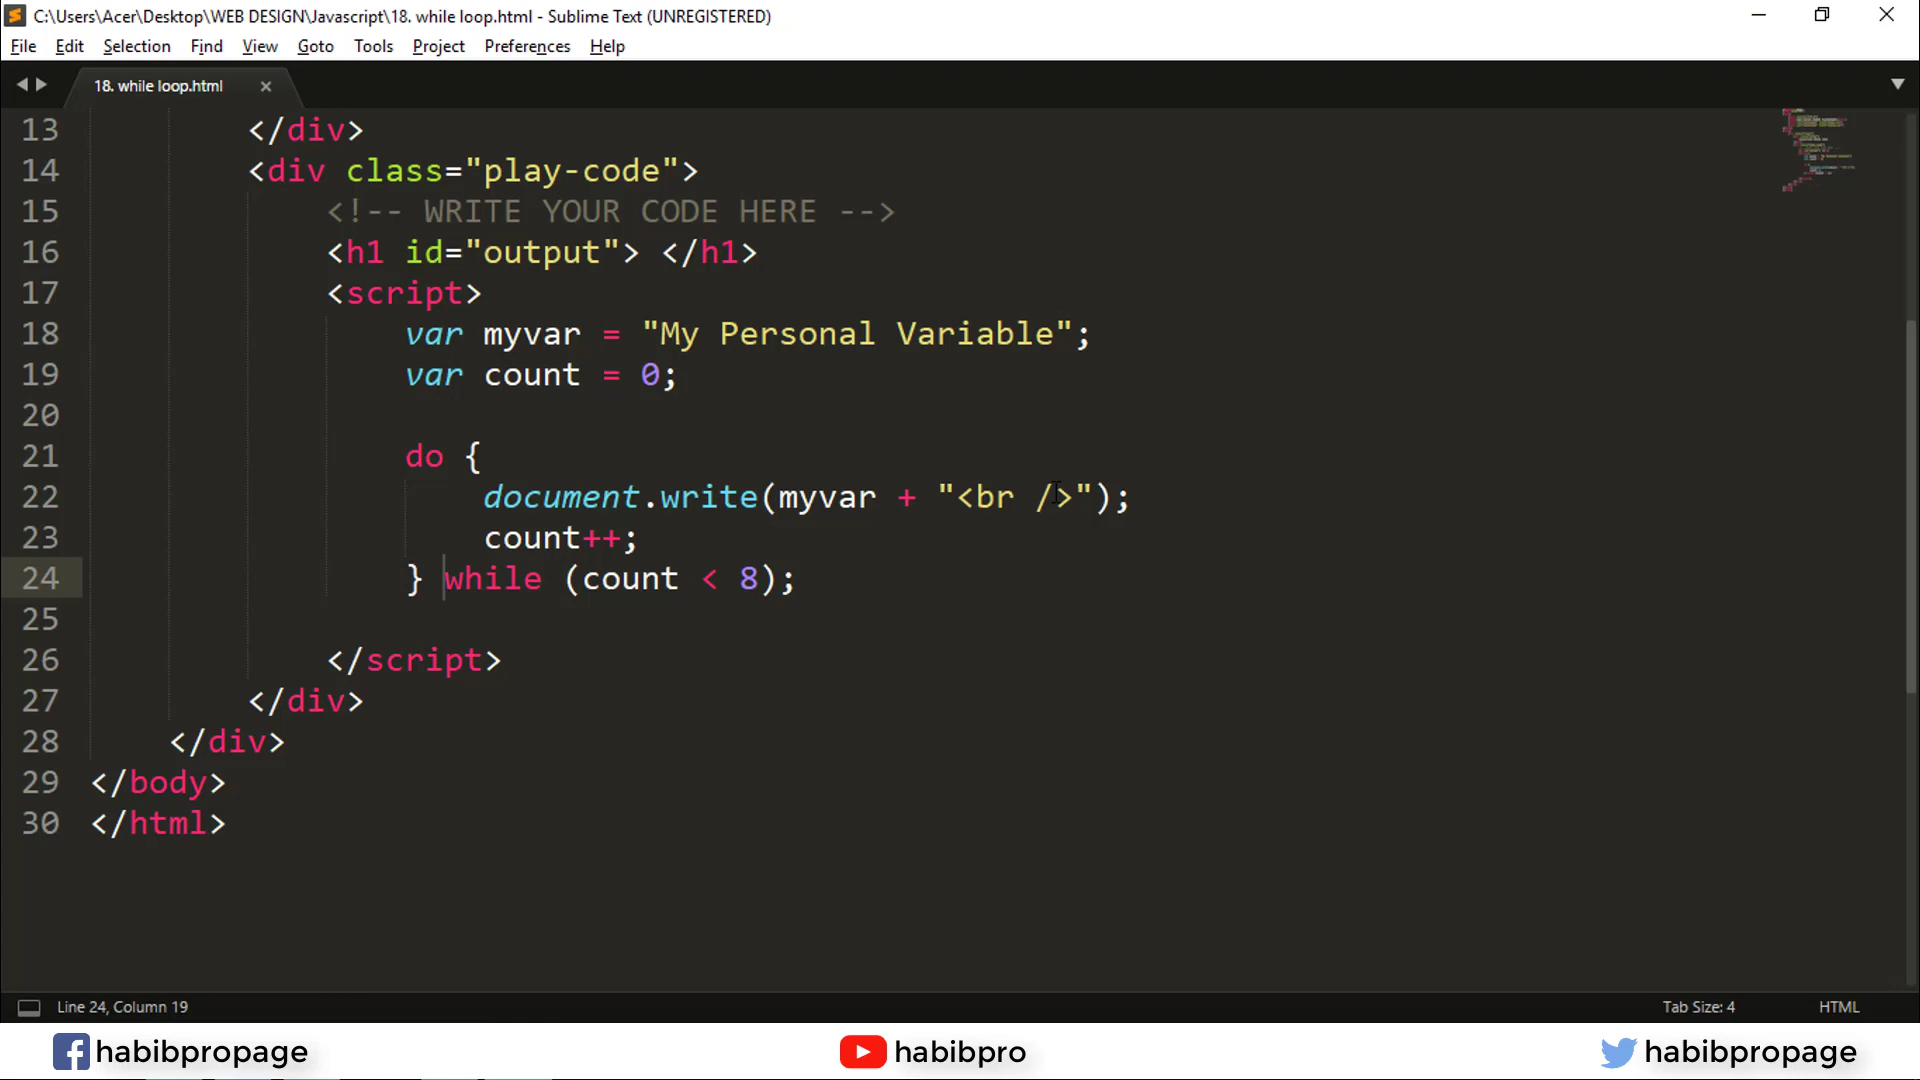 C:\Users\Acer\Desktop\WEB DESIGN\Javascript\18. while loop.html - Sublime Text (UNREGISTERED)
File Edit Selection Find View Goto Tools Project Preferences Help
18. while loop.html
13 </div>
14 <div class="play-code">
15 <!-- WRITE YOUR CODE HERE -->
16 <h1 id="output"> </h1>
17 <script>
18 var myvar = "My Personal Variable";
19 var count = 0;
20
21 do {
22 document.write(myvar + "<br />");
23 count++;
24 } while (count < 8);
25
26 </script>
27 </div>
28 </div>
29 </body>
30 </html>
Line 24, Column 19 Tab Size: 4 HTML
habibpropage habibpro habibpropage